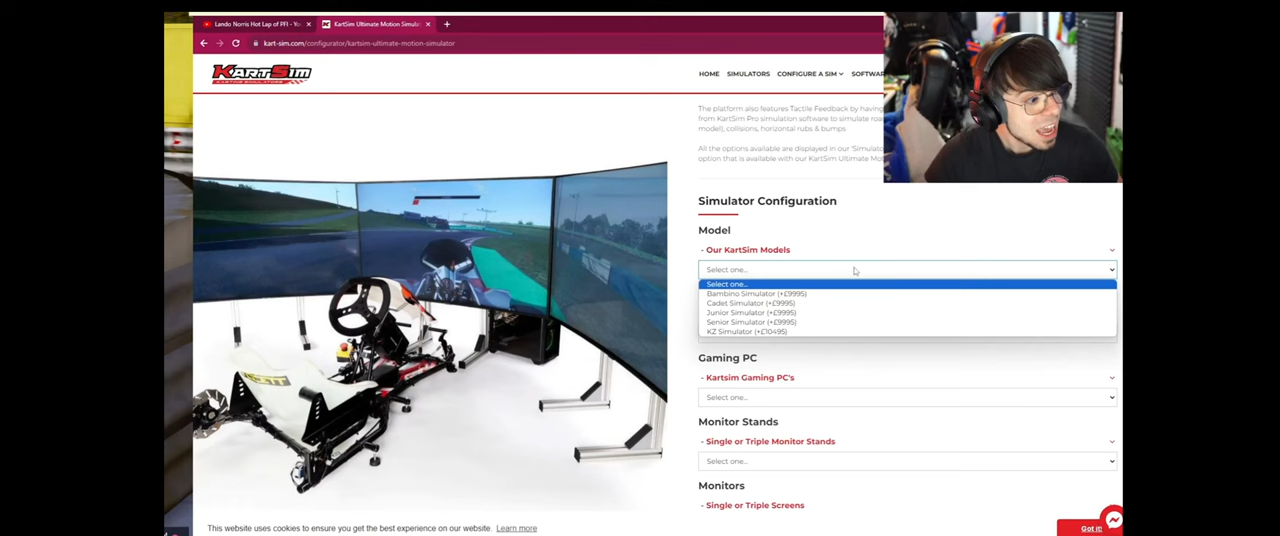 Lando Norris Hot Lap of PFI - Yo
KartSim Ultimate Motion Simulat
kart-sim.com/configurator/kartsim-ultimate-motion-simulator
KARTSIM
KARTING SIMULATORS
HOME
SIMULATORS
CONFIGURE A SIM
SOFTWAR
The platform also features Tactile Feedback by having
from KartSim Pro simulation software to simulate road
model), collisions, horizontal rubs & bumps
All the options available are displayed in our 'Simulato
option that is available with our KartSim Ultimate Mot
Simulator Configuration
Model
- Our KartSim Models
Select one...
Select one...
Bambino Simulator (+£9995)
Cadet Simulator (+£9995)
Junior Simulator (+£9995)
Senior Simulator (+£9995)
KZ Simulator (+£10495)
Gaming PC
- Kartsim Gaming PC's
Select one...
Monitor Stands
- Single or Triple Monitor Stands
Select one...
Monitors
- Single or Triple Screens
This website uses cookies to ensure you get the best experience on our website. Learn more
Got it!